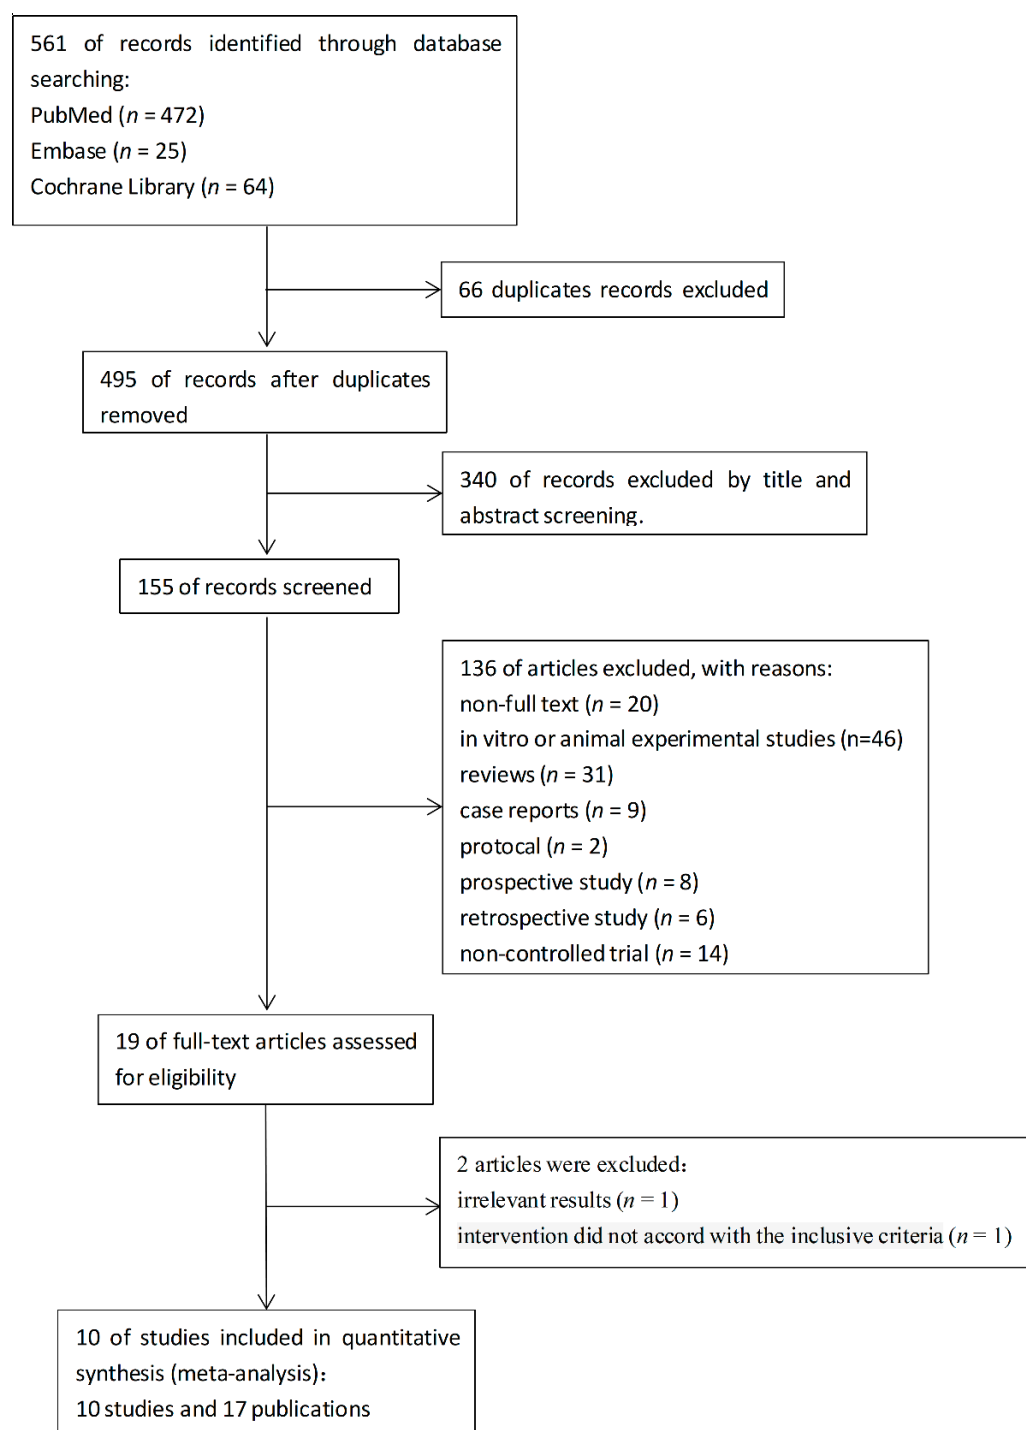 561 of records identified through database
searching:
PubMed (n = 472)
Embase (n = 25)
Cochrane Library (n = 64)
66 duplicates records excluded
495 of records after duplicates
removed
340 of records excluded by title and
abstract screening.
155 of records screened
136 of articles excluded, with reasons:
non-full text (n = 20)
in vitro or animal experimental studies (n=46)
reviews (n = 31)
case reports (n = 9)
protocal (n = 2)
prospective study (n = 8)
retrospective study (n = 6)
non-controlled trial (n = 14)
19 of full-text articles assessed
for eligibility
2 articles were excluded:
irrelevant results (n = 1)
intervention did not accord with the inclusive criteria (n = 1)
10 of studies included in quantitative
synthesis (meta-analysis):
10 studies and 17 publications